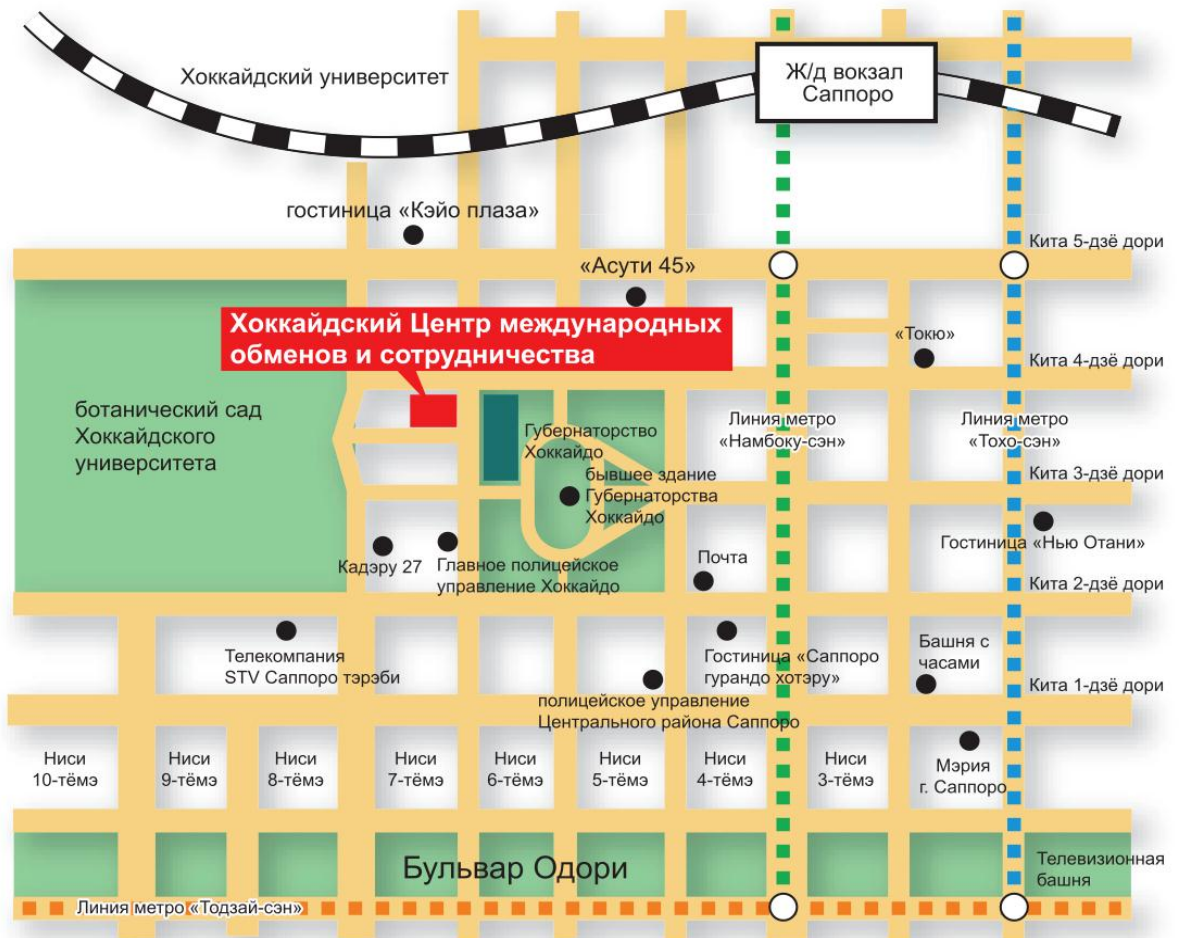 Хоккайдский университет
Ж/д вокзал
Саппоро
гостиница «Кэйо плаза»
Кита 5-дзё дори
«Асути 45»
Хоккайдский Центр международных
обменов и сотрудничества
«Токю»
Кита 4-дзё дори
ботанический сад
Хоккайдского
университета
Губернаторство
Хоккайдо
Линия метро
«Намбоку-сэн»
Линия метро
«Тохо-сэн»
бывшее здание
Губернаторства
Хоккайдо
Кита 3-дзё дори
Гостиница «Нью Отани»
Кадэру 27
Главное полицейское
управление Хоккайдо
Почта
Кита 2-дзё дори
Телекомпания
STV Саппоро тэрэби
Гостиница «Саппоро
гурандо хотэру»
Башня с
часами
полицейское управление
Центрального района Саппоро
Кита 1-дзё дори
Ниси
10-тёмэ
Ниси
9-тёмэ
Ниси
8-тёмэ
Ниси
7-тёмэ
Ниси
6-тёмэ
Ниси
5-тёмэ
Ниси
4-тёмэ
Ниси
3-тёмэ
Мэрия
г. Саппоро
Бульвар Одори
Телевизионная
башня
Линия метро «Тодзай-сэн»